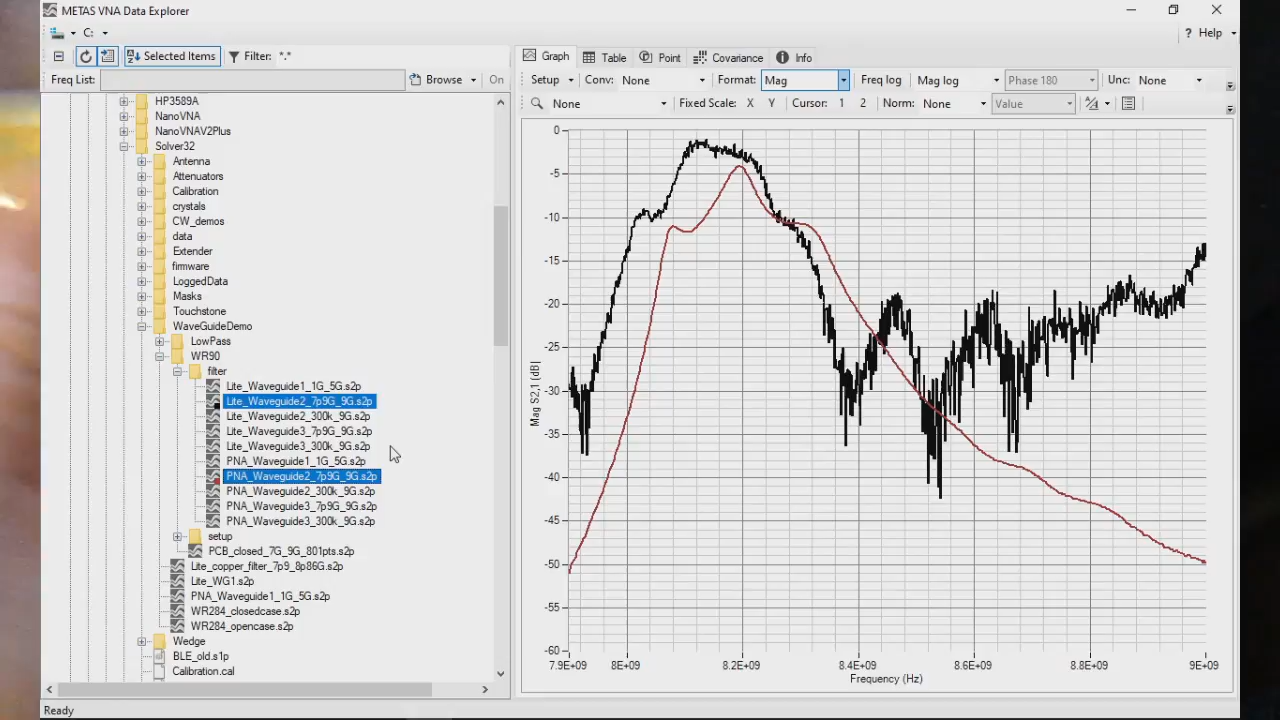 METAS VNA Data Explorer
C:
Help
Selected Items
Filter: *.*
Freq List:
Browse
On
HP3589A
NanoVNA
NanoVNAV2Plus
Solver32
Antenna
Attenuators
Calibration
crystals
CW_demos
data
Extender
firmware
LoggedData
Masks
Touchstone
WaveGuideDemo
LowPass
WR90
filter
Lite_Waveguide1_1G_5G.s2p
Lite_Waveguide2_7p9G_9G.s2p
Lite_Waveguide2_300k_9G.s2p
Lite_Waveguide3_7p9G_9G.s2p
Lite_Waveguide3_300k_9G.s2p
PNA_Waveguide1_1G_5G.s2p
PNA_Waveguide2_7p9G_9G.s2p
PNA_Waveguide2_300k_9G.s2p
PNA_Waveguide3_7p9G_9G.s2p
PNA_Waveguide3_300k_9G.s2p
setup
PCB_closed_7G_9G_801pts.s2p
Lite_copper_filter_7p9_8p86G.s2p
Lite_WG1.s2p
PNA_Waveguide1_1G_5G.s2p
WR284_closedcase.s2p
WR284_opencase.s2p
Wedge
BLE_old.s1p
Calibration.cal
Ready
Graph Table Point Covariance Info
Setup Conv: None Format: Mag Freq log Mag log Phase 180 Unc: None
None Fixed Scale: X Y Cursor: 1 2 Norm: None Value
0
-5
-10
-15
-20
-25
-30
-35
-40
-45
-50
-55
-60
Mag S2,1 (dB)
7.9E+09 8E+09 8.2E+09 8.4E+09 8.6E+09 8.8E+09 9E+09
Frequency (Hz)